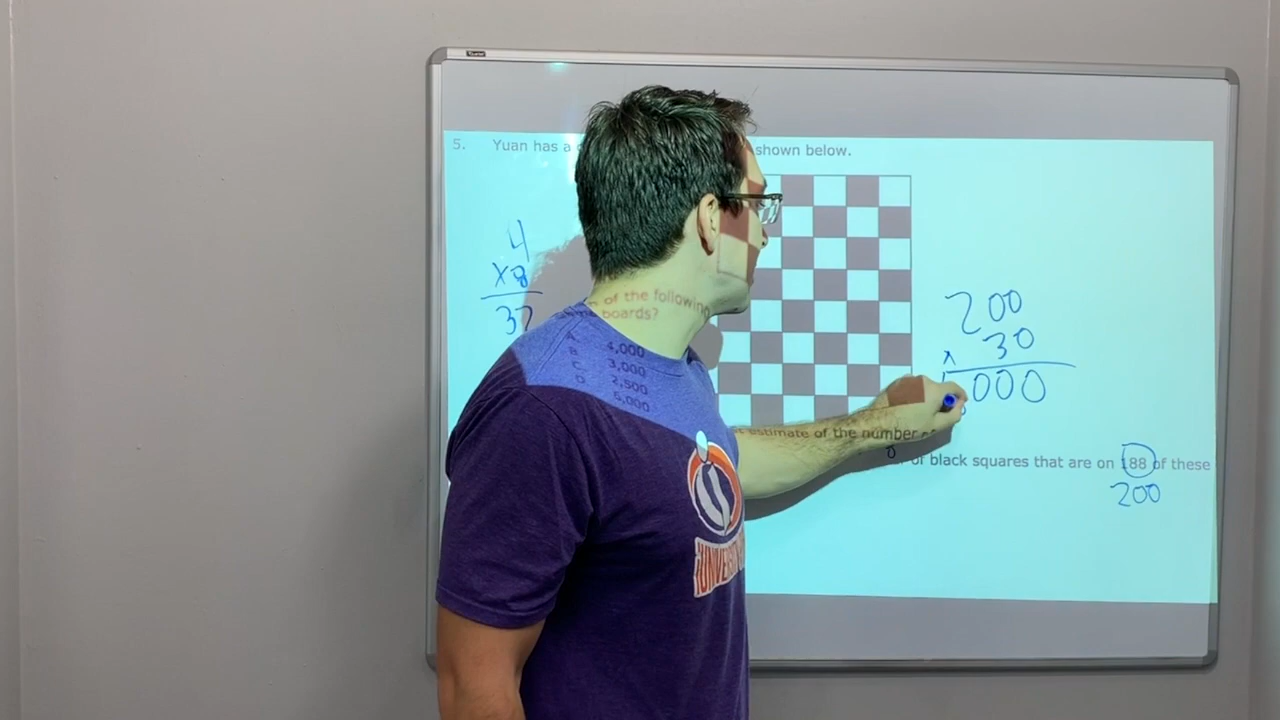 5. Yuan has a shown below.
4
x8
32
of the following
boards?
A. 4,000
B. 3,000
C. 2,500
D. 6,000
200
x 30
000
estimate of the number
of black squares that are on 188 of these
200